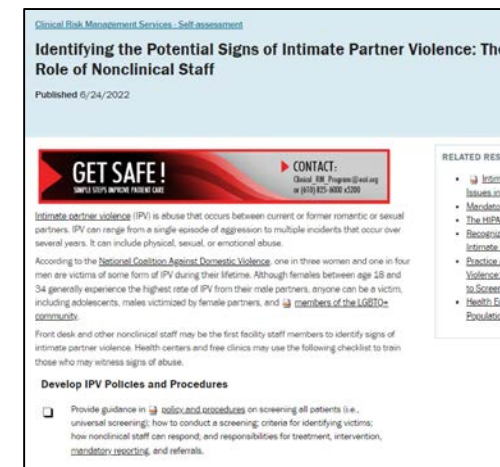 Clinical Risk Management Services - Self-assessment
Identifying the Potential Signs of Intimate Partner Violence: The
Role of Nonclinical Staff
Published 6/24/2022
GET SAFE!
SIMPLE STEPS IMPROVE PATIENT CARE
CONTACT:
Clinical_RM_Program@ecri.org
or (610) 825-6000 x5200
Intimate partner violence (IPV) is abuse that occurs between current or former romantic or sexual
partners. IPV can range from a single episode of aggression to multiple incidents that occur over
several years. It can include physical, sexual, or emotional abuse.
According to the National Coalition Against Domestic Violence, one in three women and one in four
men are victims of some form of IPV during their lifetime. Although females between age 18 and
34 generally experience the highest rate of IPV from their male partners, anyone can be a victim,
including adolescents, males victimized by female partners, and members of the LGBTQ+
community.
Front desk and other nonclinical staff may be the first facility staff members to identify signs of
intimate partner violence. Health centers and free clinics may use the following checklist to train
those who may witness signs of abuse.
Develop IPV Policies and Procedures
Provide guidance in policy and procedures on screening all patients (i.e.,
universal screening); how to conduct a screening; criteria for identifying victims;
how nonclinical staff can respond; and responsibilities for treatment, intervention,
mandatory reporting, and referrals.
RELATED RES
Intim
Issues in
Mandato
The HIPA
Recogniz
Intimate
Practice
Violence:
to Screen
Health E
Populatio